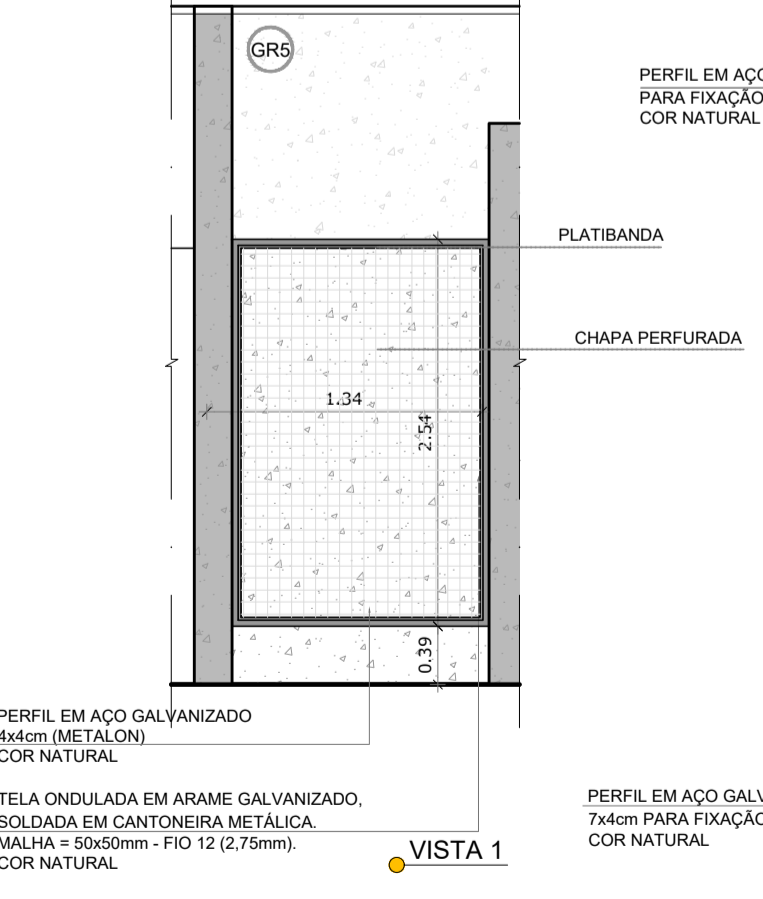 GR5
PERFIL EM AÇO
PARA FIXAÇÃO
COR NATURAL
PLATIBANDA
CHAPA PERFURADA
1.34
2.54
0.39
PERFIL EM AÇO GALVANIZADO
4x4cm (METALON)
COR NATURAL
TELA ONDULADA EM ARAME GALVANIZADO,
SOLDADA EM CANTONEIRA METÁLICA.
MALHA = 50x50mm - FIO 12 (2,75mm).
COR NATURAL
VISTA 1
PERFIL EM AÇO GALV
7x4cm PARA FIXAÇÃO
COR NATURAL